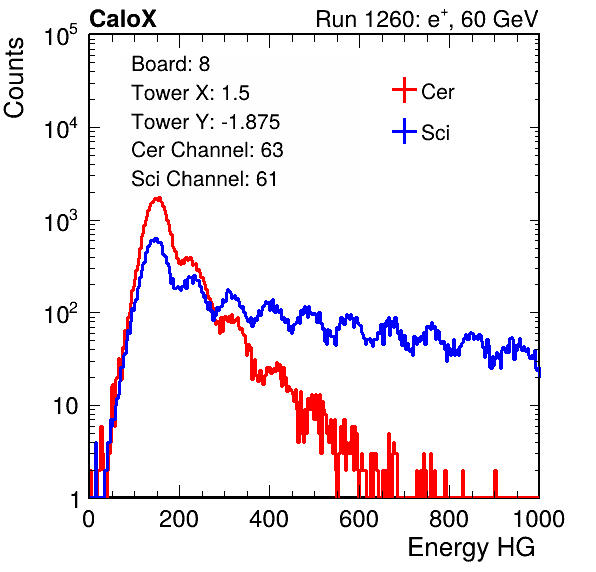 CaloX Run 1260: e⁺, 60 GeV
Counts
Board: 8
Tower X: 1.5
Tower Y: -1.875
Cer Channel: 63
Sci Channel: 61
Cer
Sci
10⁵
10⁴
10³
10²
10
1
0 200 400 600 800 1000
Energy HG